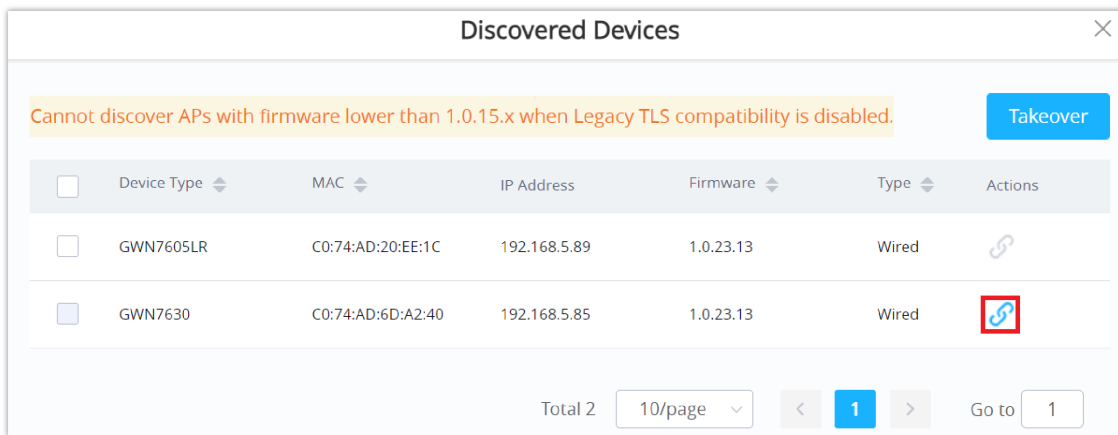 Discovered Devices
Cannot discover APs with firmware lower than 1.0.15.x when Legacy TLS compatibility is disabled.
Takeover
Device Type MAC IP Address Firmware Type Actions
GWN7605LR C0:74:AD:20:EE:1C 192.168.5.89 1.0.23.13 Wired
GWN7630 C0:74:AD:6D:A2:40 192.168.5.85 1.0.23.13 Wired
Total 2 10/page 1 Go to 1